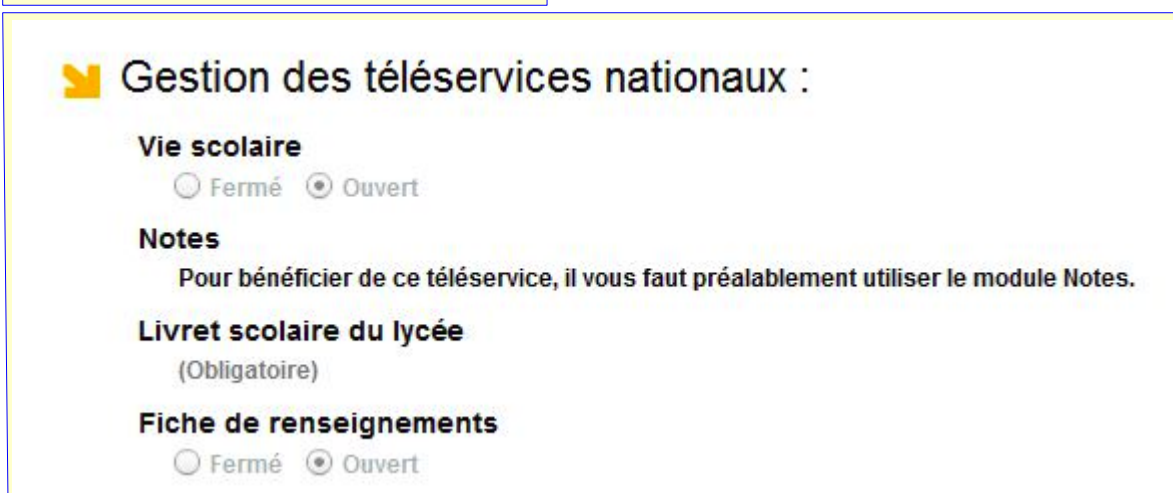 Gestion des téléservices nationaux :
Vie scolaire
Fermé Ouvert
Notes
Pour bénéficier de ce téléservice, il vous faut préalablement utiliser le module Notes.
Livret scolaire du lycée
(Obligatoire)
Fiche de renseignements
Fermé Ouvert